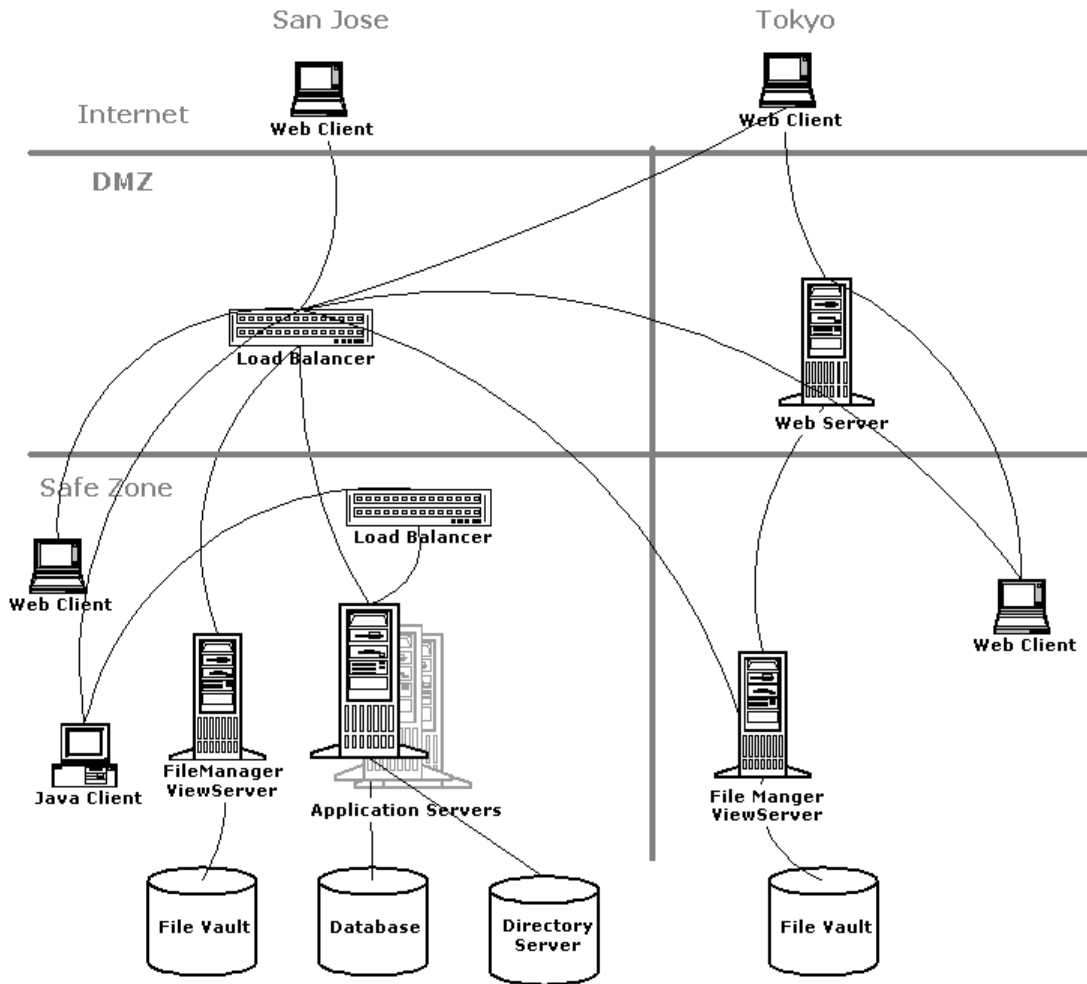 San Jose
Tokyo
Internet
Web Client
Web Client
DMZ
Load Balancer
Web Server
Safe Zone
Load Balancer
Web Client
Web Client
Java Client
FileManager
ViewServer
Application Servers
File Manger
ViewServer
File Vault
Database
Directory
Server
File Vault